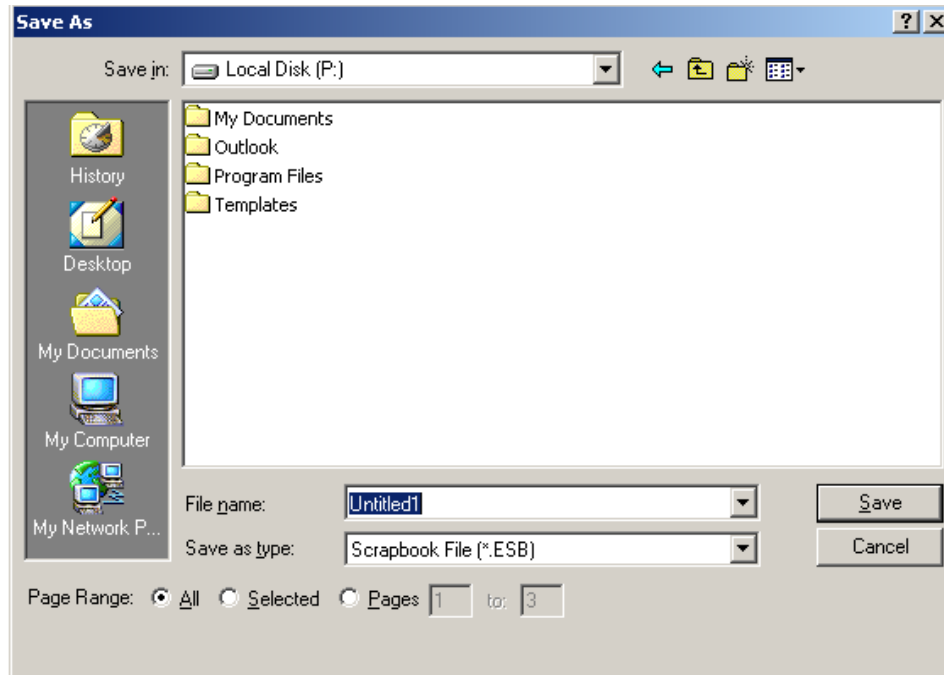 Save As
Save in: Local Disk (P:)
My Documents
Outlook
Program Files
Templates
History
Desktop
My Documents
My Computer
My Network P...
File name: Untitled1 Save
Save as type: Scrapbook File (*.ESB) Cancel
Page Range: All Selected Pages 1 to: 3